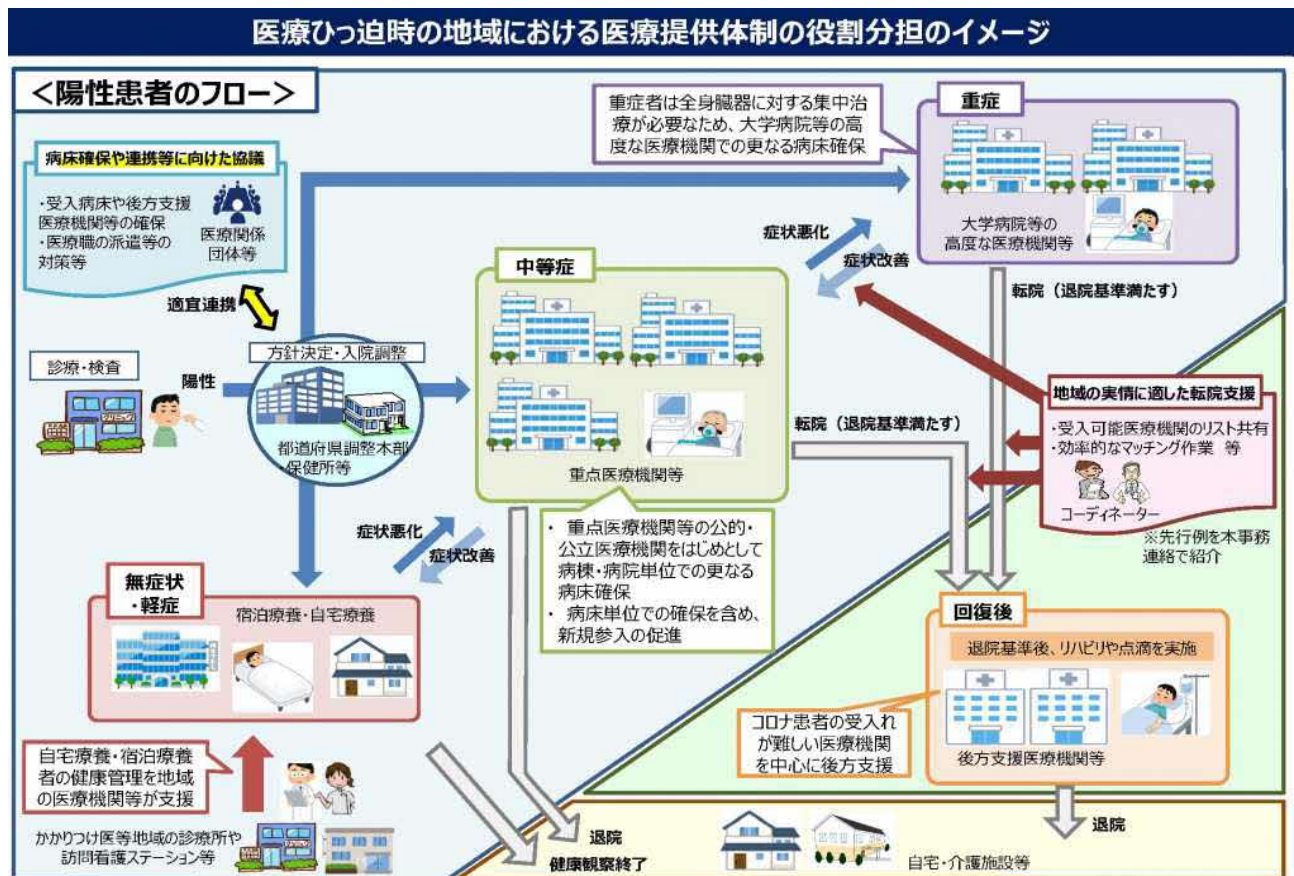 医療ひっ迫時の地域における医療提供体制の役割分担のイメージ
＜陽性患者のフロー＞
病床確保や連携等に向けた協議
・受入病床や後方支援
医療機関等の確保
・医療職の派遣等の
対策等
医療関係
団体等
適宜連携
診療・検査
クリニック
陽性
方針決定・入院調整
都道府県調整本部
保健所等
重症者は全身臓器に対する集中治
療が必要なため、大学病院等の高
度な医療機関での更なる病床確保
重症
大学病院等の
高度な医療機関等
症状悪化
症状改善
中等症
重点医療機関等
・ 重点医療機関等の公的・
公立医療機関をはじめとして
病棟・病院単位での更なる
病床確保
・ 病床単位での確保を含め、
新規参入の促進
転院（退院基準満たす）
転院（退院基準満たす）
地域の実情に適した転院支援
・受入可能医療機関のリスト共有
・効率的なマッチング作業 等
コーディネーター
※先行例を本事務
連絡で紹介
症状悪化
症状改善
無症状
・軽症
宿泊療養・自宅療養
自宅療養・宿泊療養
者の健康管理を地域
の医療機関等が支援
かかりつけ医等地域の診療所や
訪問看護ステーション等
クリニック
回復後
退院基準後、リハビリや点滴を実施
後方支援医療機関等
コロナ患者の受入れ
が難しい医療機関
を中心に後方支援
退院
健康観察終了
退院
自宅・介護施設等